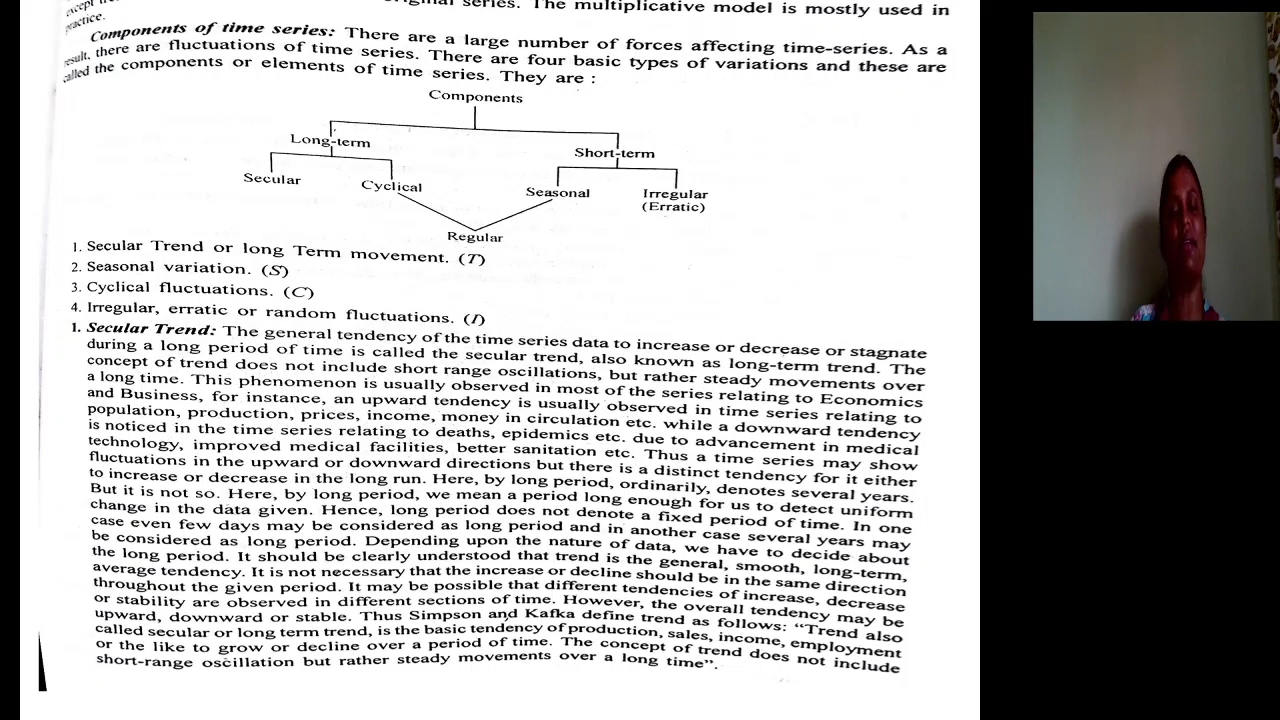 except
original series. The multiplicative model is mostly used in
practice.
Components of time series: There are a large number of forces affecting time-series. As a
result, there are fluctuations of time series. There are four basic types of variations and these are
called the components or elements of time series. They are :
Components
Long-term
Short-term
Secular
Cyclical
Seasonal
Irregular
(Erratic)
Regular
1. Secular Trend or long Term movement. (T)
2. Seasonal variation. (S)
3. Cyclical fluctuations. (C)
4. Irregular, erratic or random fluctuations. (I)
1. Secular Trend: The general tendency of the time series data to increase or decrease or stagnate
during a long period of time is called the secular trend, also known as long-term trend. The
concept of trend does not include short range oscillations, but rather steady movements over
a long time. This phenomenon is usually observed in most of the series relating to Economics
and Business, for instance, an upward tendency is usually observed in time series relating to
population, production, prices, income, money in circulation etc. while a downward tendency
is noticed in the time series relating to deaths, epidemics etc. due to advancement in medical
technology, improved medical facilities, better sanitation etc. Thus a time series may show
fluctuations in the upward or downward directions but there is a distinct tendency for it either
to increase or decrease in the long run. Here, by long period, ordinarily, denotes several years.
But it is not so. Here, by long period, we mean a period long enough for us to detect uniform
change in the data given. Hence, long period does not denote a fixed period of time. In one
case even few days may be considered as long period and in another case several years may
be considered as long period. Depending upon the nature of data, we have to decide about
the long period. It should be clearly understood that trend is the general, smooth, long-term,
average tendency. It is not necessary that the increase or decline should be in the same direction
throughout the given period. It may be possible that different tendencies of increase, decrease
or stability are observed in different sections of time. However, the overall tendency may be
upward, downward or stable. Thus Simpson and Kafka define trend as follows: “Trend also
called secular or long term trend, is the basic tendency of production, sales, income, employment
or the like to grow or decline over a period of time. The concept of trend does not include
short-range oscillation but rather steady movements over a long time”.